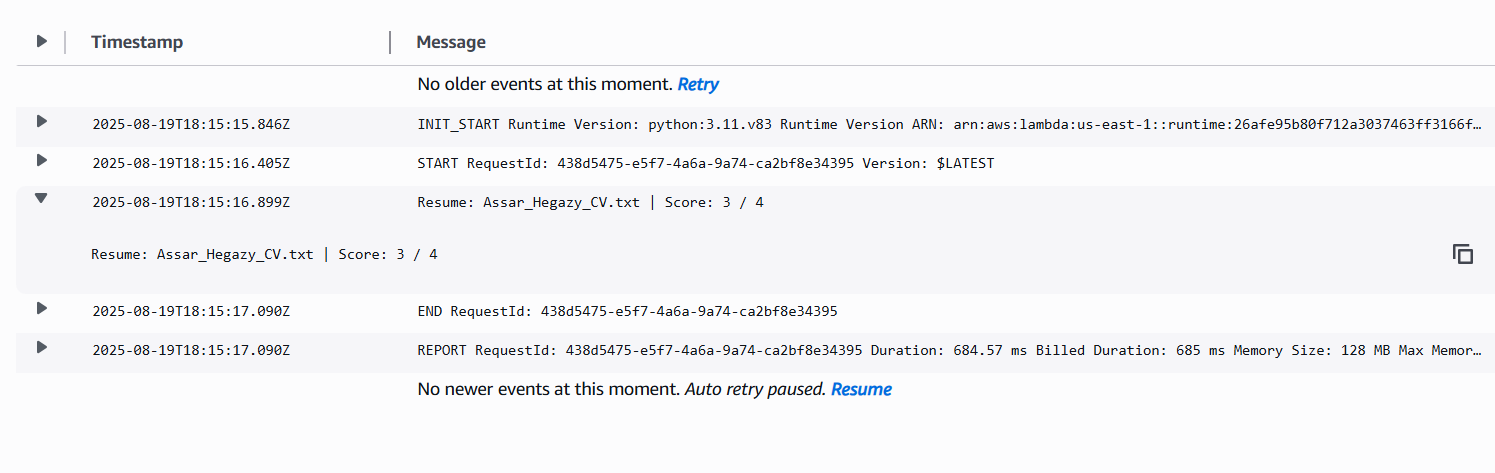 Timestamp Message
No older events at this moment. Retry
2025-08-19T18:15:15.846Z INIT_START Runtime Version: python:3.11.v83 Runtime Version ARN: arn:aws:lambda:us-east-1::runtime:26afe95b80f712a3037463ff3166f…
2025-08-19T18:15:16.405Z START RequestId: 438d5475-e5f7-4a6a-9a74-ca2bf8e34395 Version: $LATEST
2025-08-19T18:15:16.899Z Resume: Assar_Hegazy_CV.txt | Score: 3 / 4
Resume: Assar_Hegazy_CV.txt | Score: 3 / 4
2025-08-19T18:15:17.090Z END RequestId: 438d5475-e5f7-4a6a-9a74-ca2bf8e34395
2025-08-19T18:15:17.090Z REPORT RequestId: 438d5475-e5f7-4a6a-9a74-ca2bf8e34395 Duration: 684.57 ms Billed Duration: 685 ms Memory Size: 128 MB Max Memor…
No newer events at this moment. Auto retry paused. Resume